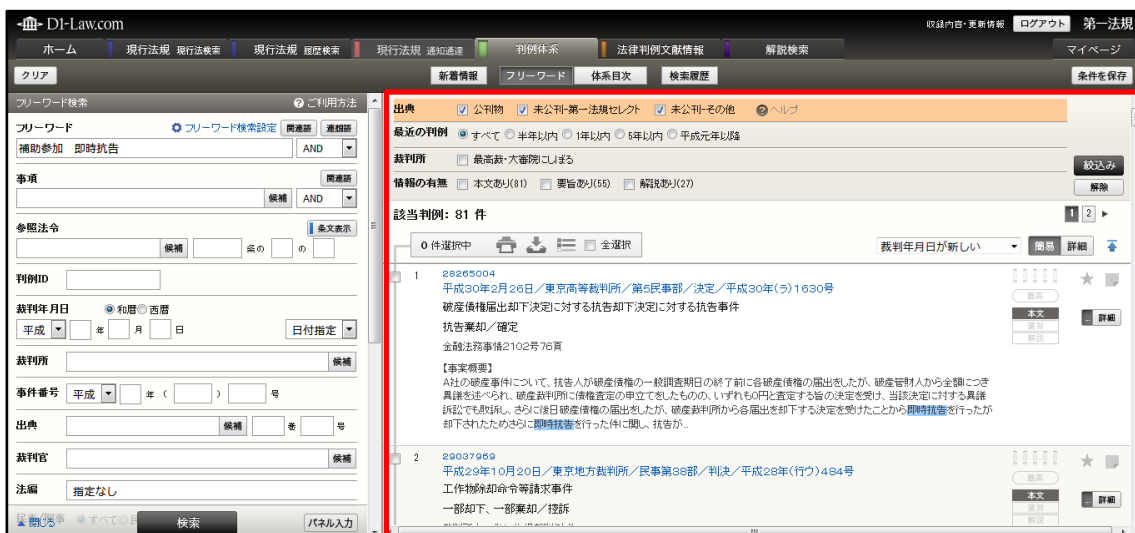 D1-Law.com
収録内容・更新情報 ログアウト 第一法規
ホーム 現行法規 現行法検索 現行法規 履歴検索 現行法規 通知通達 判例体系 法律判例文献情報 解説検索 マイページ
クリア 新着情報 フリーワード 体系目次 検索履歴 条件を保存
フリーワード検索 ご利用方法
フリーワード フリーワード検索設定 関連語 連想語
補助参加 即時抗告 AND
事項 関連語
候補 AND
参照法令 条文表示
候補 条の の
判例ID
裁判年月日 和暦 西暦
平成 年 月 日 日付指定
裁判所 候補
事件番号 平成 年 ( ) 号
出典 候補 巻 号
裁判官 候補
法編 指定なし
民事/刑事 すべて
閉じる 検索 パネル入力
出典 公刊物 未公刊-第一法規セレクト 未公刊-その他 ヘルプ
最近の判例 すべて 半年以内 1年以内 5年以内 平成元年以降
裁判所 最高裁・大審院にしぼる
情報の有無 本文あり(81) 要旨あり(55) 解説あり(27)
絞込み
解除
該当判例: 81 件 1 2
0 件選択中 全選択 裁判年月日が新しい 簡易 詳細
1 28265004
平成30年2月26日/東京高等裁判所/第5民事部/決定/平成30年(ラ)1630号
破産債権届出却下決定に対する抗告却下決定に対する抗告事件
抗告棄却/確定
金融法務事情2102号76頁
最高
本文
要旨
解説
... 詳細
【事案概要】
A社の破産事件について、抗告人が破産債権の一般調査期日の終了前に各破産債権の届出をしたが、破産管財人から全額につき
異議を述べられ、破産裁判所に債権査定の申立てをしたものの、いずれも0円と査定する旨の決定を受け、当該決定に対する異議
訴訟でも敗訴し、さらに後日破産債権の届出をしたが、破産裁判所から各届出を却下する決定を受けたことから即時抗告を行ったが
却下されたためさらに即時抗告を行った件に関し、抗告が...
2 29037969
平成29年10月20日/東京地方裁判所/民事第38部/判決/平成28年(行ウ)484号
工作物除却命令等請求事件
一部却下、一部棄却/控訴
最高
本文
要旨
解説
... 詳細